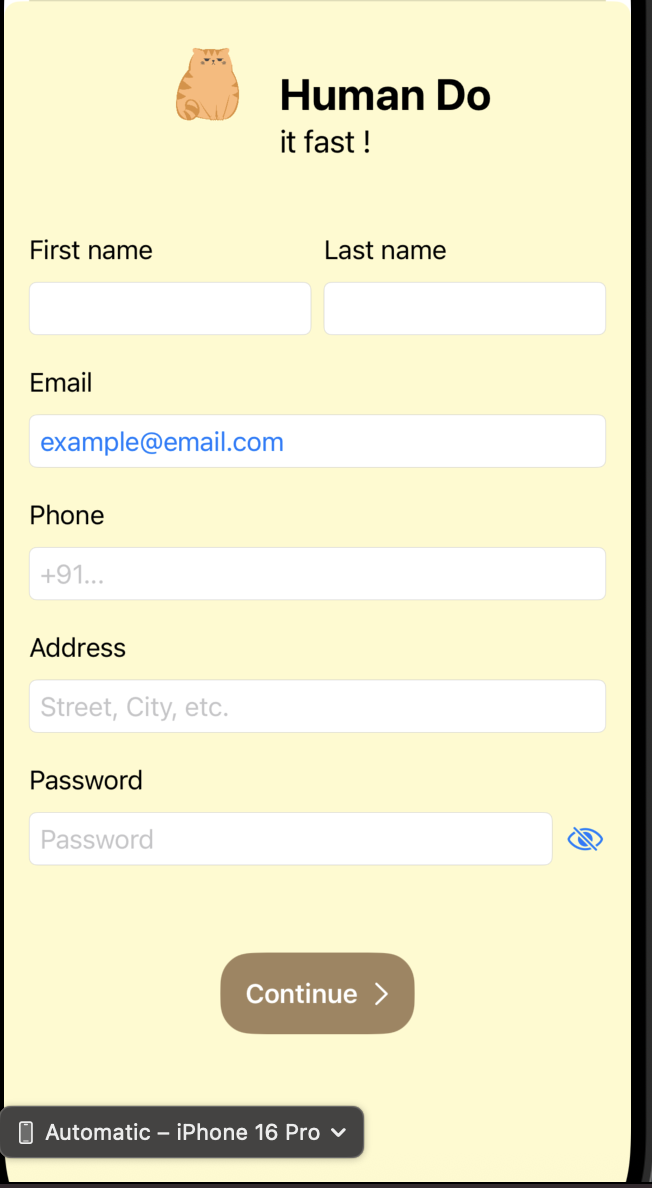 Human Do
it fast !
First name Last name
Email
example@email.com
Phone
+91...
Address
Street, City, etc.
Password
Password
Continue
Automatic – iPhone 16 Pro